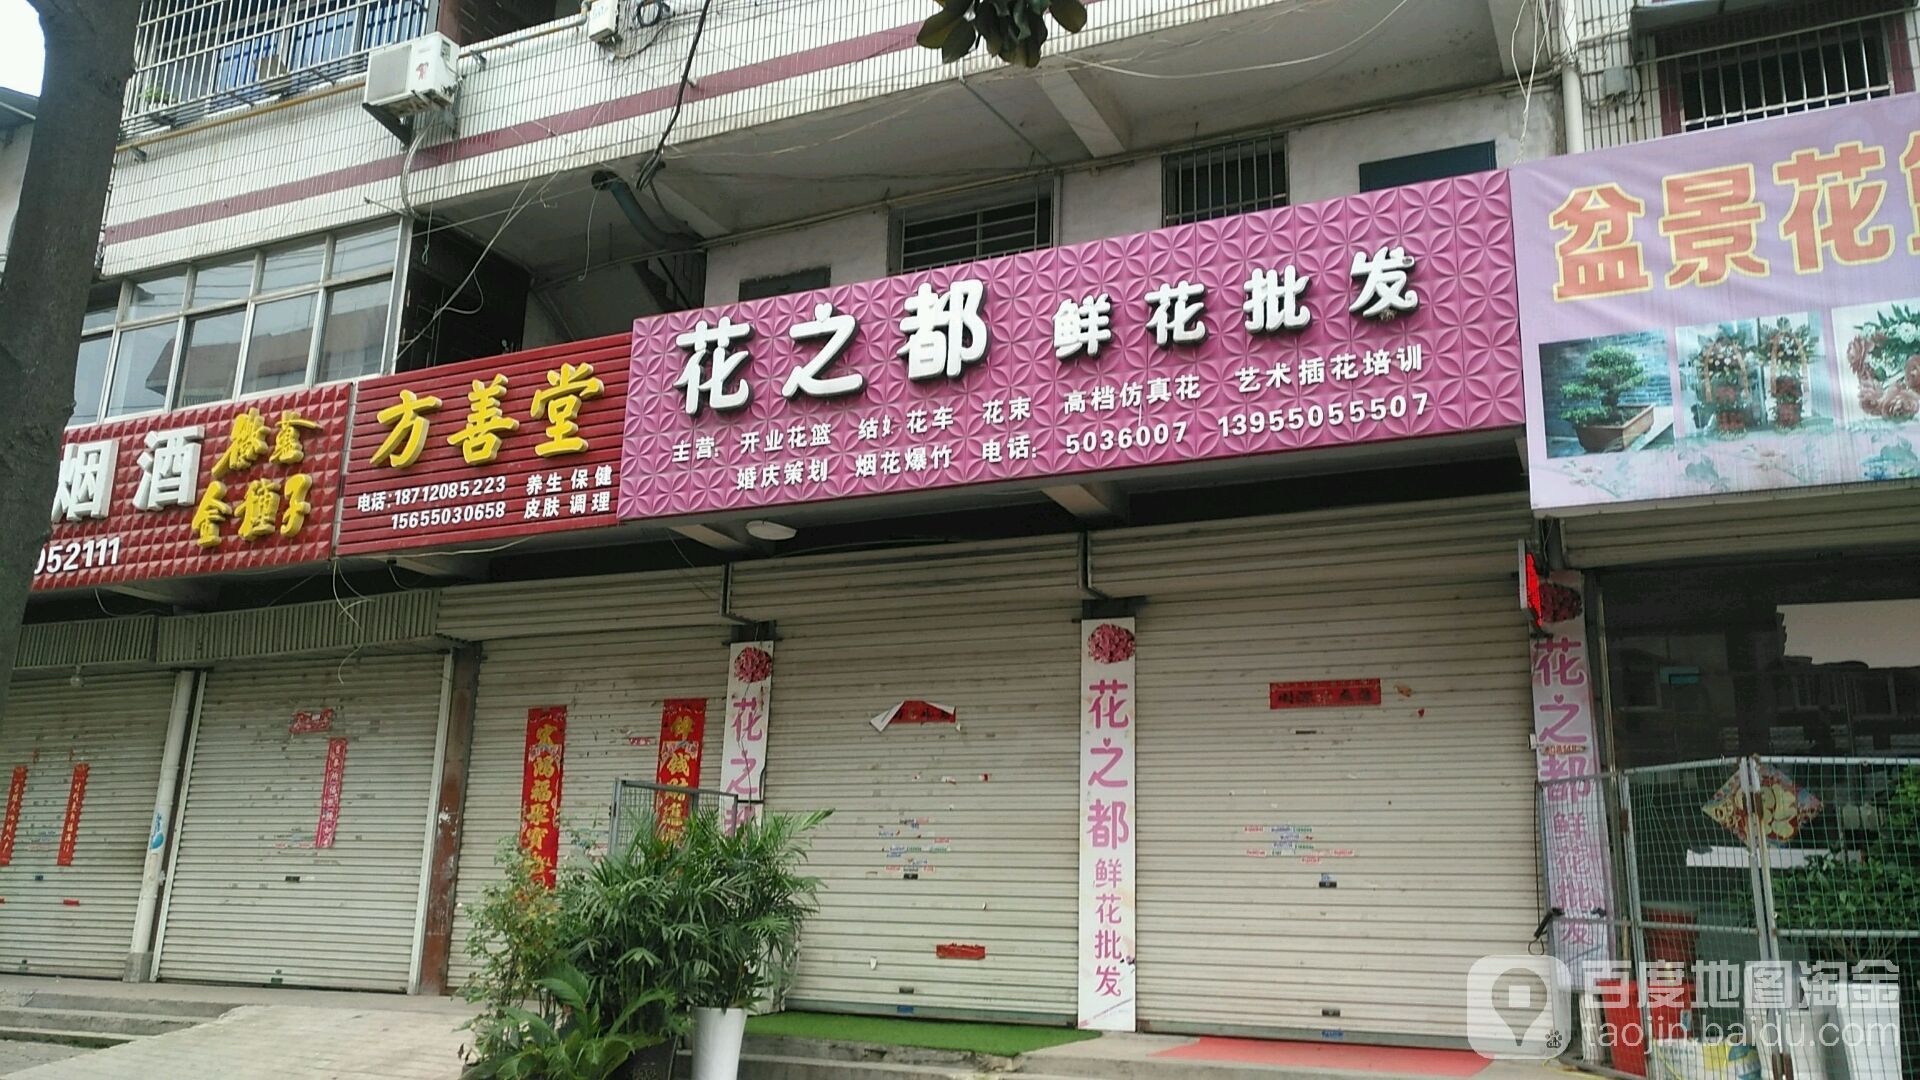 烟酒
金種子
052111
方善堂
电话:18712085223 养生保健
15655030658 皮肤调理
花之都 鲜花批发
主营: 开业花篮 结女花车 花束 高档仿真花 艺术插花培训
婚庆策划 烟花爆竹 电话: 5036007 13955055507
盆景花
花之都
花之都鲜花批发
花之都鲜花批发
百度地图淘金
taojin.baidu.com